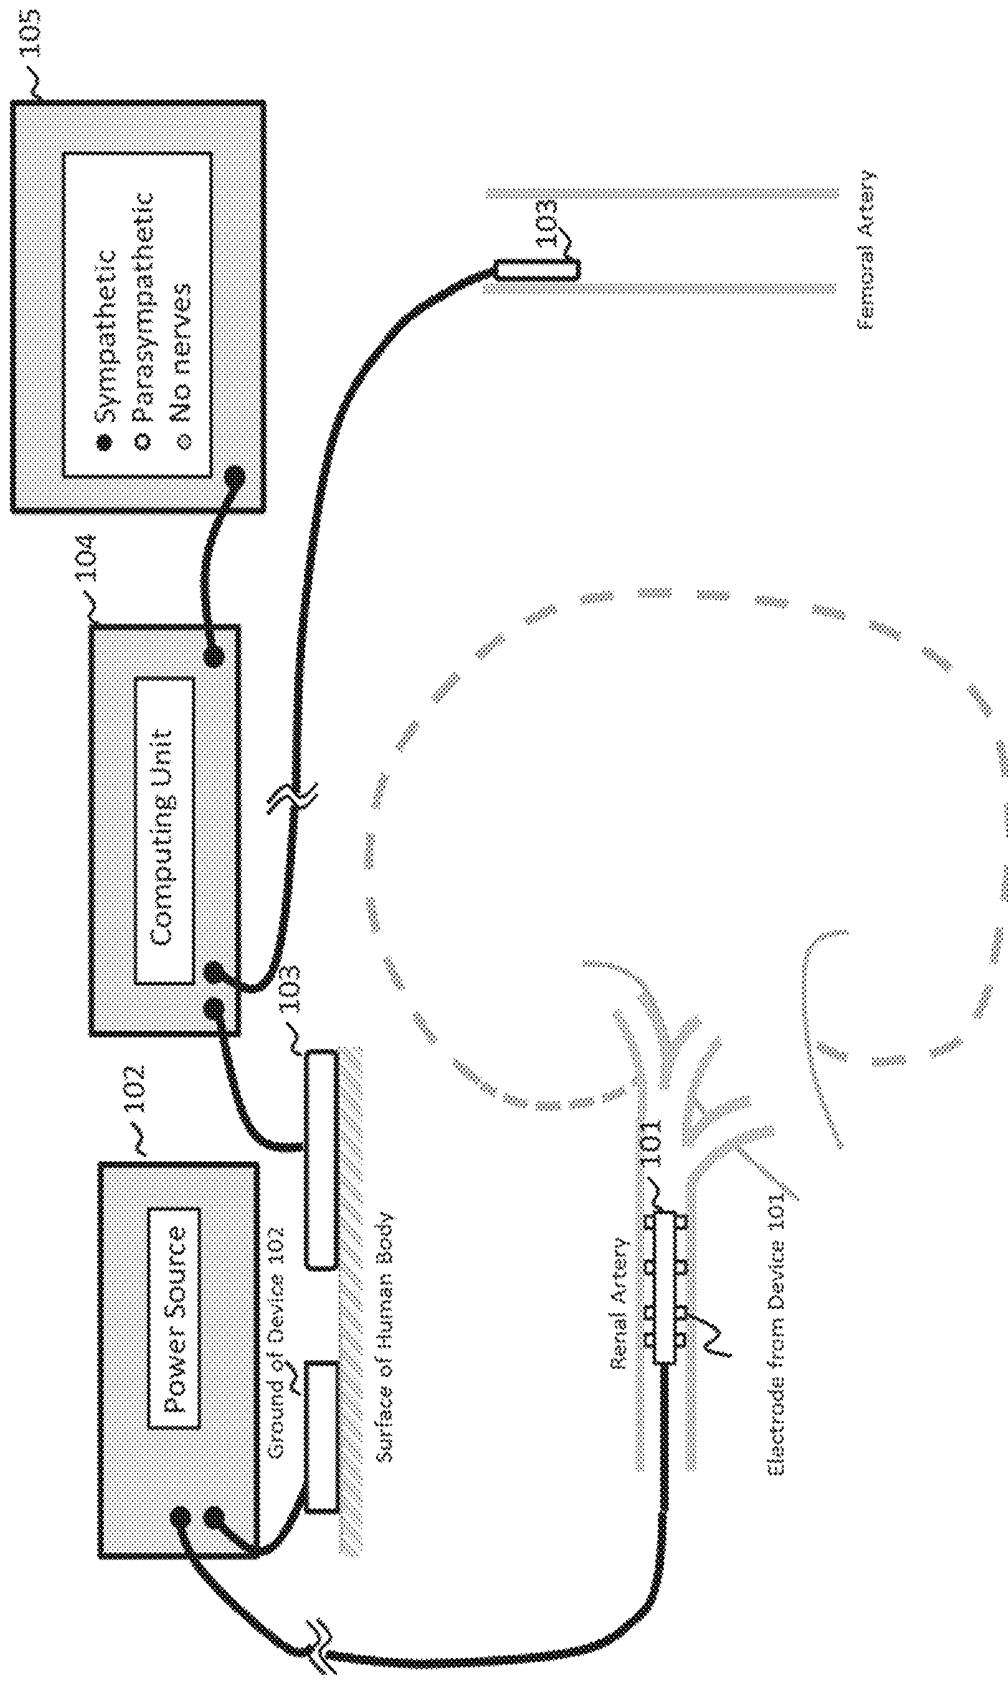 102
Power Source
Ground of Device 102
Surface of Human Body
103
104
Computing Unit
105
Sympathetic
Parasympathetic
No nerves
Renal Artery
101
Electrode from Device 101
103
Femoral Artery